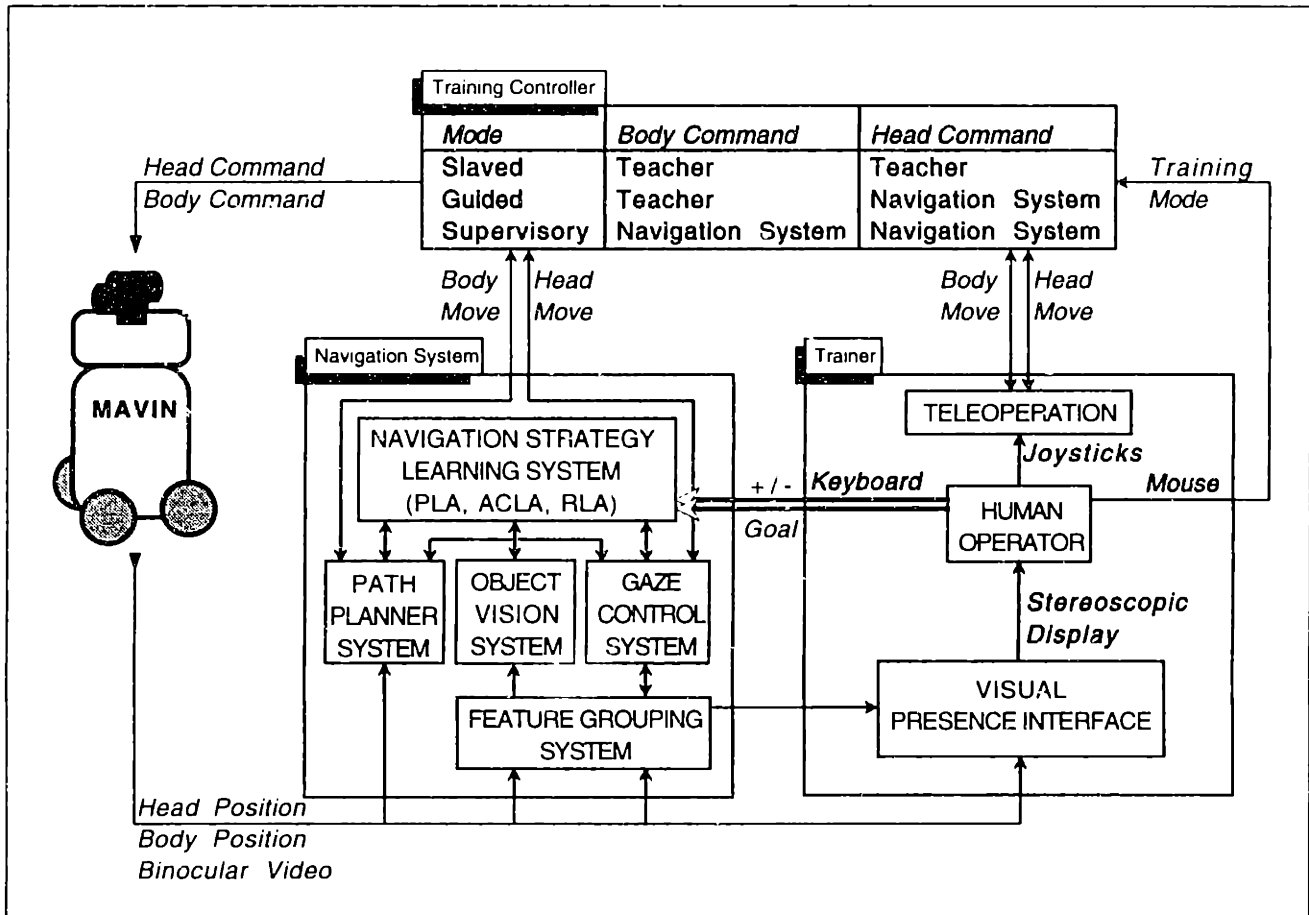 Training Controller
Mode Body Command Head Command
Slaved Teacher Teacher
Guided Teacher Navigation System
Supervisory Navigation System Navigation System
Head Command
Body Command
Training
Mode
Body
Move
Head
Move
Body
Move
Head
Move
MAVIN
Navigation System
NAVIGATION STRATEGY
LEARNING SYSTEM
(PLA, ACLA, RLA)
PATH
PLANNER
SYSTEM
OBJECT
VISION
SYSTEM
GAZE
CONTROL
SYSTEM
FEATURE GROUPING
SYSTEM
+ / - Keyboard
Goal
Trainer
TELEOPERATION
Joysticks
HUMAN
OPERATOR
Mouse
Stereoscopic
Display
VISUAL
PRESENCE INTERFACE
Head Position
Body Position
Binocular Video